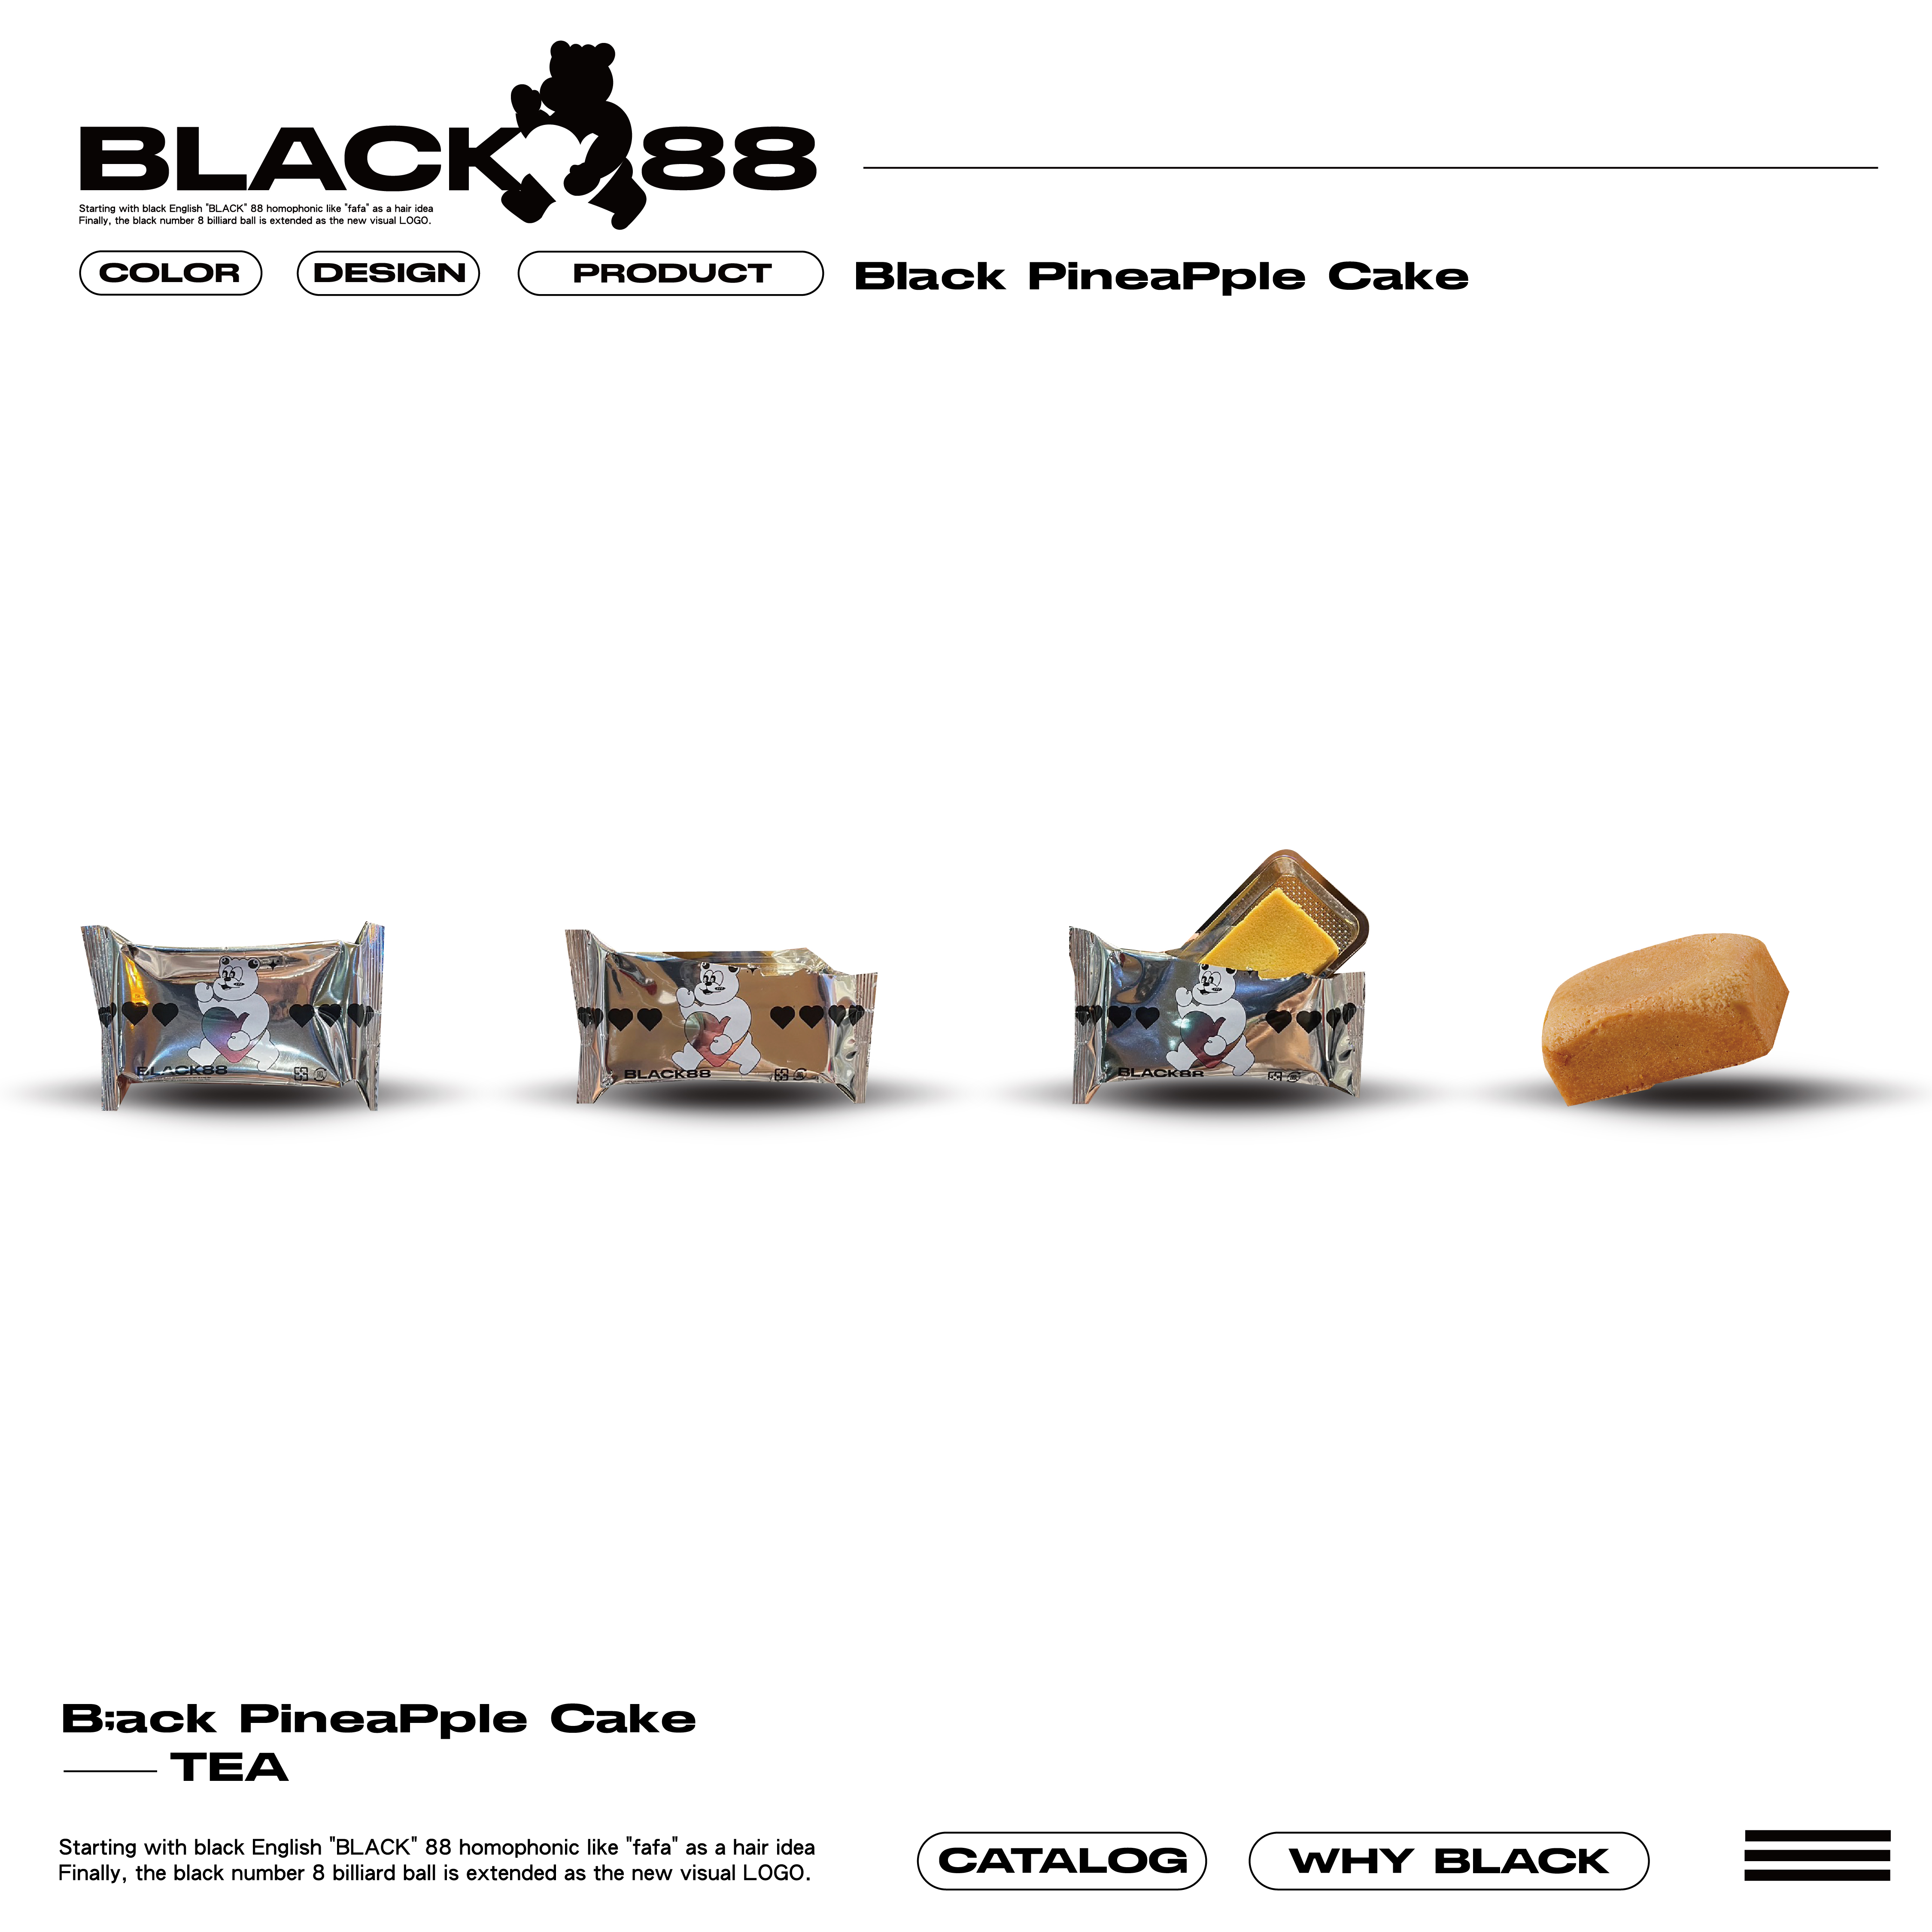 BLACK 88
Starting with black English "BLACK" 88 homophonic like "fafa" as a hair idea
Finally, the black number 8 billiard ball is extended as the new visual LOGO.
COLOR DESIGN PRODUCT Black PineaPple Cake
BLACK88 BLACK88 BLACK88
B;ack PineaPple Cake
TEA
Starting with black English "BLACK" 88 homophonic like "fafa" as a hair idea
Finally, the black number 8 billiard ball is extended as the new visual LOGO.
CATALOG WHY BLACK